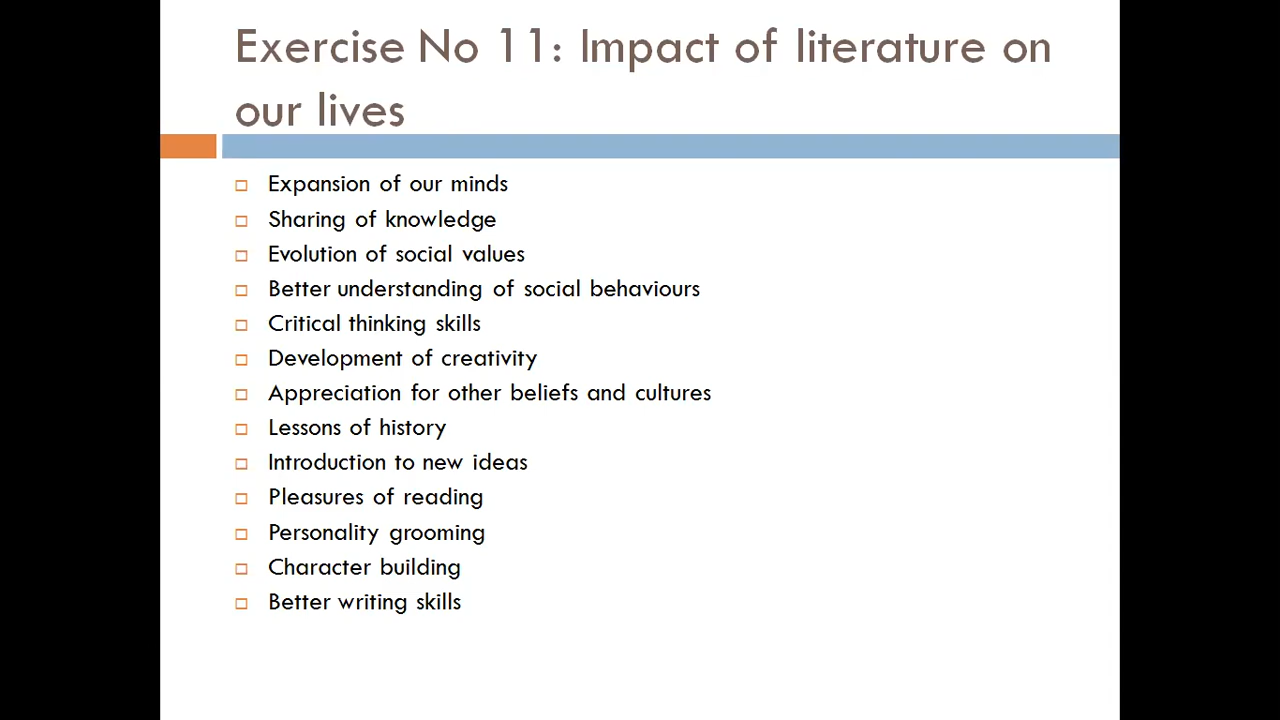 Exercise No 11: Impact of literature on
our lives
Expansion of our minds
Sharing of knowledge
Evolution of social values
Better understanding of social behaviours
Critical thinking skills
Development of creativity
Appreciation for other beliefs and cultures
Lessons of history
Introduction to new ideas
Pleasures of reading
Personality grooming
Character building
Better writing skills